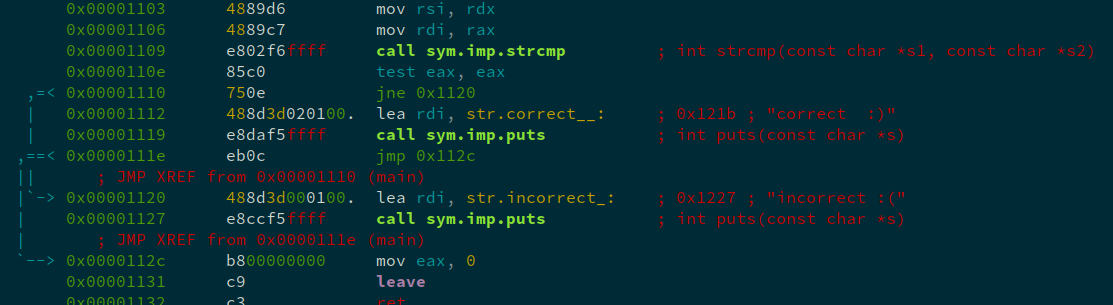 0x00001103 4889d6 mov rsi, rdx
0x00001106 4889c7 mov rdi, rax
0x00001109 e802f6ffff call sym.imp.strcmp ; int strcmp(const char *s1, const char *s2)
0x0000110e 85c0 test eax, eax
,=< 0x00001110 750e jne 0x1120
| 0x00001112 488d3d020100. lea rdi, str.correct__: ; 0x121b ; "correct  :)"
| 0x00001119 e8daf5ffff call sym.imp.puts ; int puts(const char *s)
,==< 0x0000111e eb0c jmp 0x112c
|| ; JMP XREF from 0x00001110 (main)
|`-> 0x00001120 488d3d000100. lea rdi, str.incorrect_: ; 0x1227 ; "incorrect :("
| 0x00001127 e8ccf5ffff call sym.imp.puts ; int puts(const char *s)
| ; JMP XREF from 0x0000111e (main)
`--> 0x0000112c b800000000 mov eax, 0
0x00001131 c9 leave
0x00001132 c3 ret